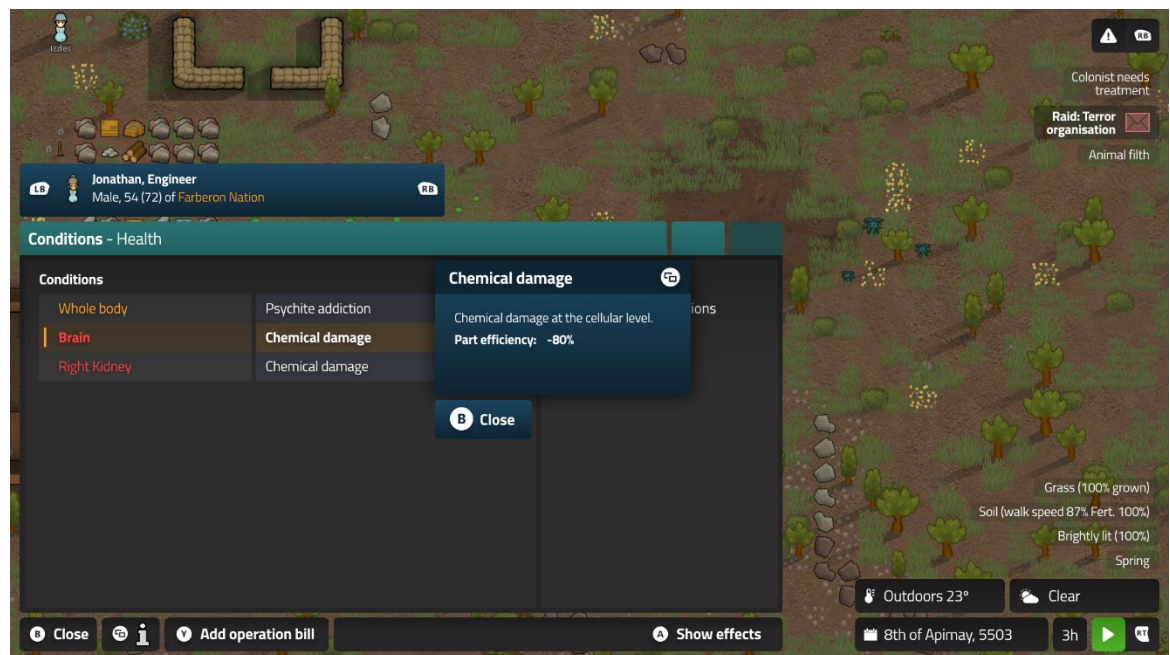 Izzles
RB
Colonist needs
treatment
Raid: Terror
organisation
Animal filth
LB
Jonathan, Engineer
Male, 54 (72) of Farberon Nation
RB
Conditions - Health
Conditions
Whole body
Psychite addiction
Brain
Chemical damage
Right Kidney
Chemical damage
Chemical damage
Chemical damage at the cellular level.
Part efficiency: -80%
ions
B Close
Grass (100% grown)
Soil (walk speed 87% Fert. 100%)
Brightly lit (100%)
Spring
Outdoors 23°
Clear
B Close
i
Y Add operation bill
A Show effects
8th of Apimay, 5503
3h
RT